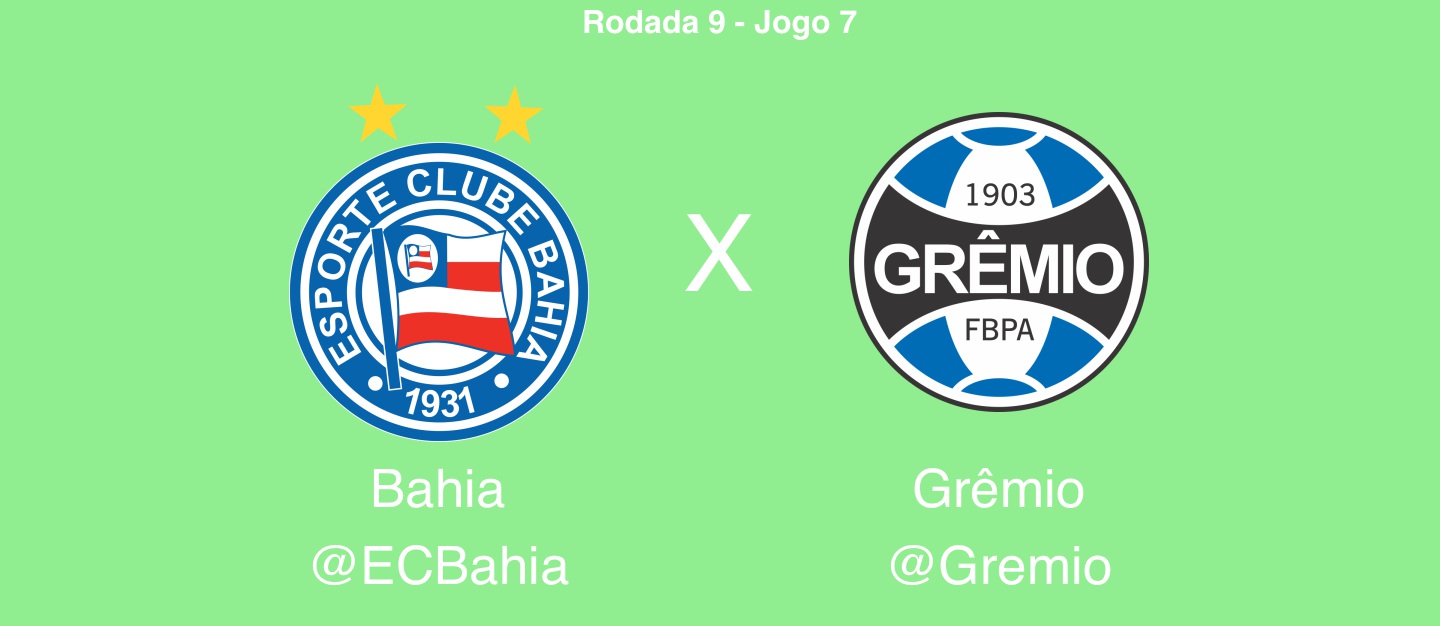 Rodada 9 - Jogo 7
ESPORTE CLUBE BAHIA
1931
X
1903
GRÊMIO
FBPA
Bahia
Grêmio
@ECBahia
@Gremio